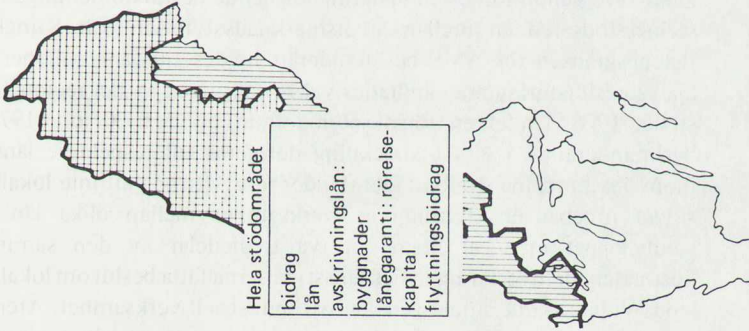 Hela stödområdet
bidrag
lån
avskrivningslån:
byggnader
lånegaranti: rörelse-
kapital
flyttningsbidrag